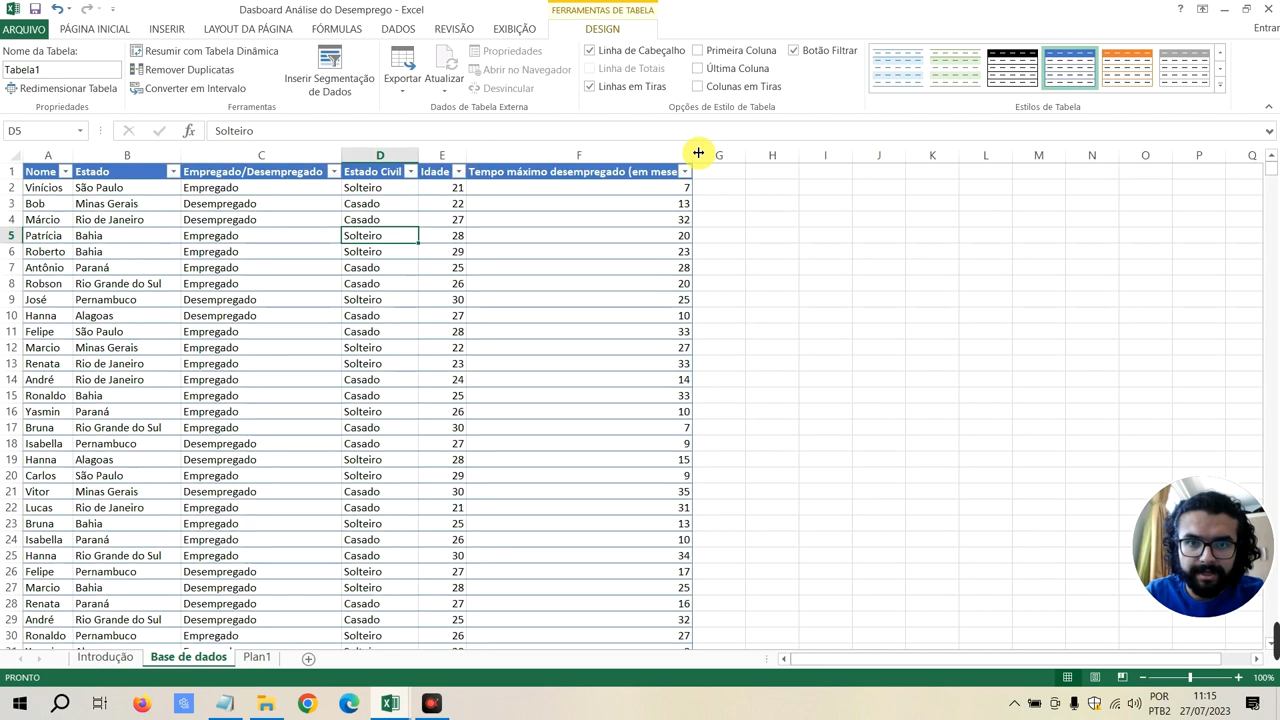 Dasboard Análise do Desemprego - Excel
FERRAMENTAS DE TABELA
ARQUIVO PÁGINA INICIAL INSERIR LAYOUT DA PÁGINA FÓRMULAS DADOS REVISÃO EXIBIÇÃO DESIGN Entrar
Nome da Tabela:
Tabela1
Redimensionar Tabela
Propriedades
Resumir com Tabela Dinâmica
Remover Duplicatas
Converter em Intervalo
Inserir Segmentação de Dados
Ferramentas
Exportar Atualizar
Propriedades
Abrir no Navegador
Desvincular
Dados de Tabela Externa
Linha de Cabeçalho Primeira Coluna Botão Filtrar
Linha de Totais Última Coluna
Linhas em Tiras Colunas em Tiras
Opções de Estilo de Tabela
Estilos de Tabela
D5 fx Solteiro
A B C D E F G H I J K L M N O P Q
1 Nome Estado Empregado/Desempregado Estado Civil Idade Tempo máximo desempregado (em mese
2 Vinícios São Paulo Empregado Solteiro 21 7
3 Bob Minas Gerais Desempregado Casado 22 13
4 Márcio Rio de Janeiro Desempregado Casado 27 32
5 Patrícia Bahia Empregado Solteiro 28 20
6 Roberto Bahia Empregado Solteiro 29 23
7 Antônio Paraná Empregado Casado 25 28
8 Robson Rio Grande do Sul Empregado Casado 26 20
9 José Pernambuco Desempregado Solteiro 30 25
10 Hanna Alagoas Desempregado Casado 27 10
11 Felipe São Paulo Empregado Casado 28 33
12 Marcio Minas Gerais Desempregado Solteiro 22 27
13 Renata Rio de Janeiro Empregado Solteiro 23 33
14 André Rio de Janeiro Empregado Casado 24 14
15 Ronaldo Bahia Empregado Casado 25 33
16 Yasmin Paraná Empregado Solteiro 26 10
17 Bruna Rio Grande do Sul Empregado Casado 30 7
18 Isabella Pernambuco Desempregado Casado 27 9
19 Hanna Alagoas Desempregado Solteiro 28 15
20 Carlos São Paulo Empregado Solteiro 29 9
21 Vitor Minas Gerais Desempregado Casado 30 35
22 Lucas Rio de Janeiro Empregado Casado 21 31
23 Bruna Bahia Empregado Solteiro 25 13
24 Isabella Paraná Empregado Solteiro 26 10
25 Hanna Rio Grande do Sul Empregado Casado 30 34
26 Felipe Pernambuco Desempregado Solteiro 27 17
27 Marcio Bahia Desempregado Solteiro 28 25
28 Renata Paraná Desempregado Casado 27 16
29 André Rio Grande do Sul Desempregado Casado 25 32
30 Ronaldo Pernambuco Empregado Solteiro 26 27
Introdução Base de dados Plan1
PRONTO 100%
POR 11:15
PTB2 27/07/2023